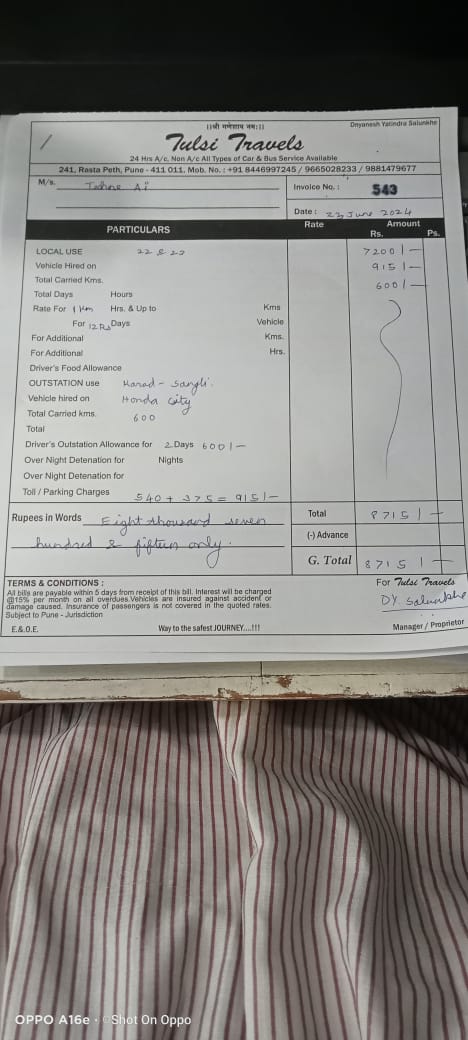 ।।श्री गणेशाय नमः।।
Dnyanesh Yatindra Salunkhe
Tulsi Travels
24 Hrs A/c, Non A/c All Types of Car & Bus Service Available
241, Rasta Peth, Pune - 411 011. Mob. No. : +91 8446997245 / 9665028233 / 9881479677
M/s. Techne Ai
Invoice No. : 543
Date : 23 June 2024
PARTICULARS Rate Amount
Rs. Ps.
LOCAL USE 22 & 23 7200/-
Vehicle Hired on 915/-
Total Carried Kms. 600/-
Total Days Hours
Rate For 1 Km Hrs. & Up to Kms
For 12 Rs Days Vehicle
For Additional Kms.
For Additional Hrs.
Driver's Food Allowance
OUTSTATION use Karad - Sangli.
Vehicle hired on Honda City
Total Carried kms. 600
Total
Driver's Outstation Allowance for 2 Days 600/-
Over Night Detenation for Nights
Over Night Detenation for
Toll / Parking Charges 540 + 375 = 915/-
Rupees in Words Eight thousand seven
hundred & fifteen only.
Total 8715/-
(-) Advance
G. Total 8715/-
TERMS & CONDITIONS :
All bills are payable within 5 days from receipt of this bill. Interest will be charged
@15% per month on all overdues.Vehicles are insured against accident or
damage caused. Insurance of passengers is not covered in the quoted rates.
Subject to Pune - Jurisdiction
For Tulsi Travels
DY. Salunkhe
E.&.O.E. Way to the safest JOURNEY....!!! Manager / Proprietor
OPPO A16e · ©Shot On Oppo